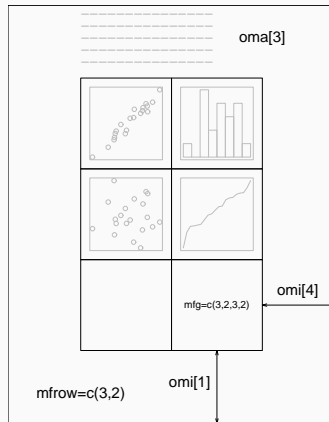 oma[3]
mfg=c(3,2,3,2)
omi[4]
omi[1]
mfrow=c(3,2)